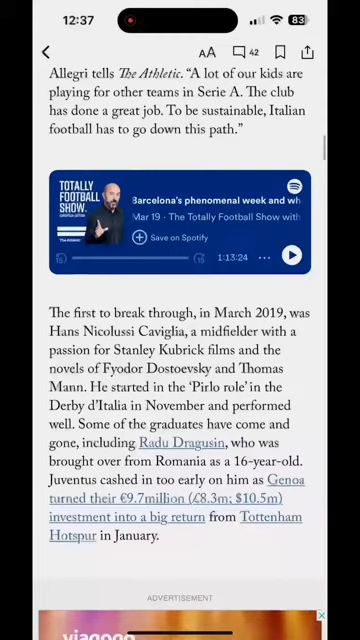 12:37
83
AA
42
Allegri tells The Athletic. “A lot of our kids are
playing for other teams in Serie A. The club
has done a great job. To be sustainable, Italian
football has to go down this path.”
TOTALLY
FOOTBALL
SHOW.
The Athletic
Barcelona's phenomenal week and wh
Mar 19 · The Totally Football Show with
Save on Spotify
15
15
1:13:24
The first to break through, in March 2019, was
Hans Nicolussi Caviglia, a midfielder with a
passion for Stanley Kubrick films and the
novels of Fyodor Dostoevsky and Thomas
Mann. He started in the ‘Pirlo role’ in the
Derby d’Italia in November and performed
well. Some of the graduates have come and
gone, including Radu Dragusin, who was
brought over from Romania as a 16-year-old.
Juventus cashed in too early on him as Genoa
turned their €9.7million (£8.3m; $10.5m)
investment into a big return from Tottenham
Hotspur in January.
ADVERTISEMENT
viagogo